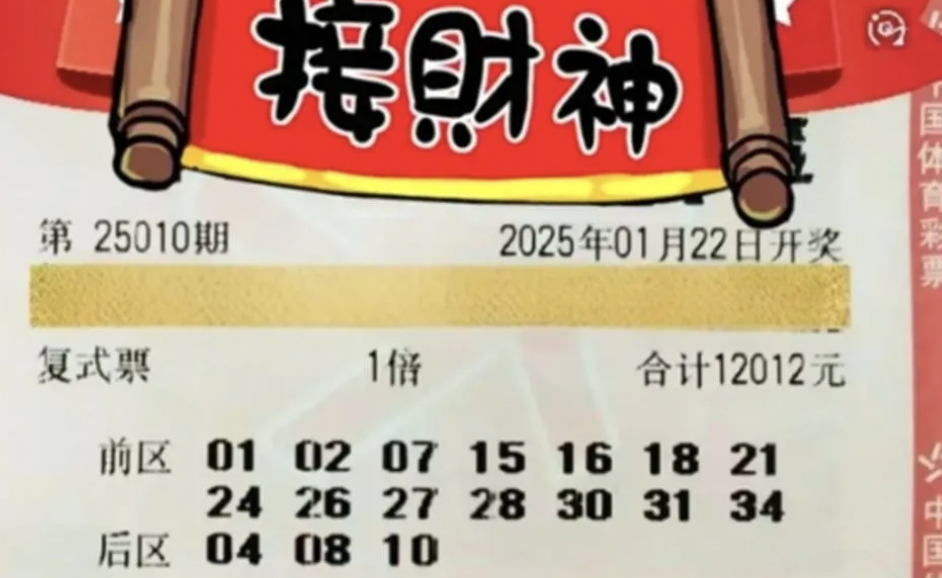 接財神
第 25010期 2025年01月22日开奖
复式票 1倍 合计12012元
前区 01 02 07 15 16 18 21
24 26 27 28 30 31 34
后区 04 08 10
国体育彩票
中国